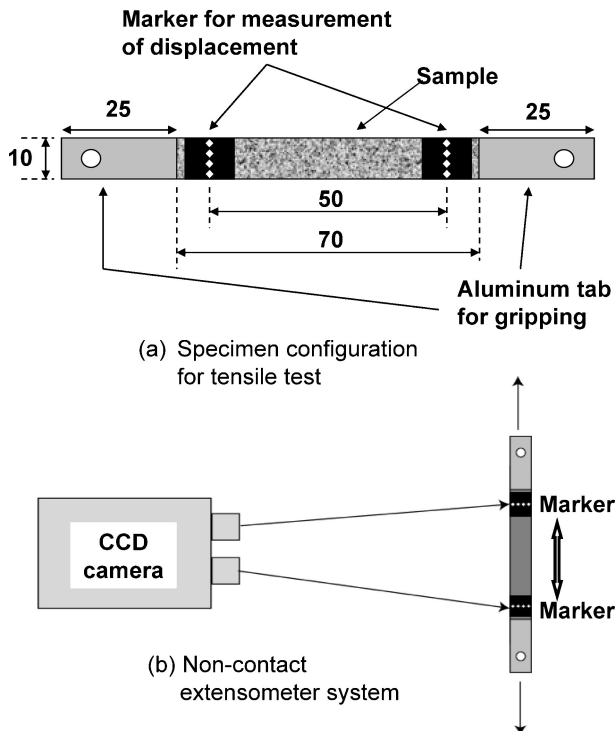 Marker for measurement
of displacement
Sample
25
25
10
50
70
Aluminum tab
for gripping
(a) Specimen configuration
for tensile test
CCD
camera
Marker
Marker
(b) Non-contact
extensometer system